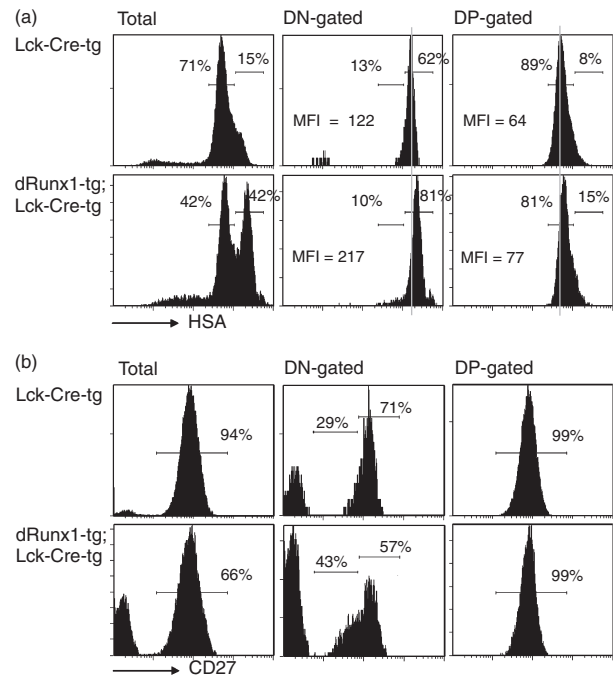 (a)
Total
DN-gated
DP-gated
Lck-Cre-tg
71%
15%
13%
62%
MFI = 122
89%
8%
MFI = 64
dRunx1-tg;
Lck-Cre-tg
42%
42%
10%
81%
MFI = 217
81%
15%
MFI = 77
HSA
(b)
Total
DN-gated
DP-gated
Lck-Cre-tg
94%
29%
71%
99%
dRunx1-tg;
Lck-Cre-tg
66%
43%
57%
99%
CD27